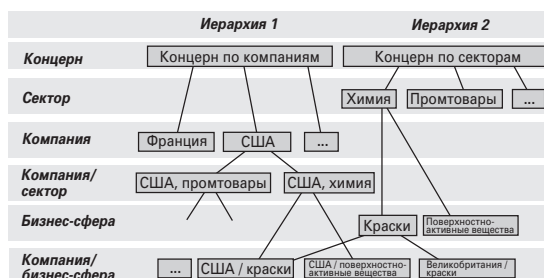 Иерархия 1 Иерархия 2
Концерн Концерн по компаниям Концерн по секторам
Сектор Химия Промтовары ...
Компания Франция США ...
Компания/
сектор США, промтовары США, химия
Бизнес-сфера Краски Поверхностно-
активные вещества
Компания/
бизнес-сфера ... США / краски США / поверхностно-
активные вещества Великобритания /
краски